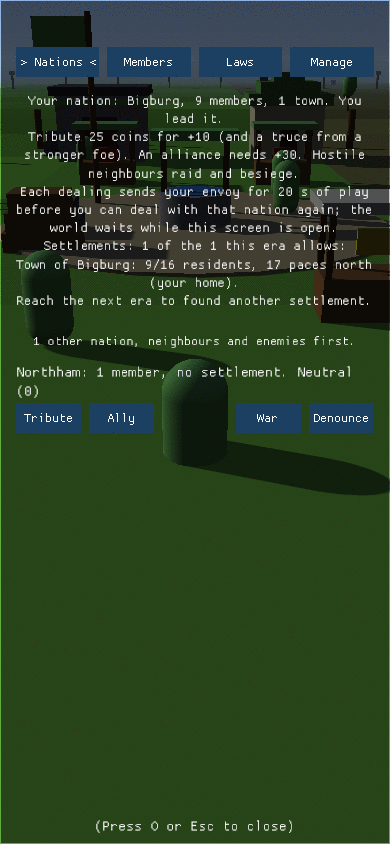 > Nations < Members Laws Manage
Your nation: Bigburg, 9 members, 1 town. You
lead it.
Tribute 25 coins for +10 (and a truce from a
stronger foe). An alliance needs +30. Hostile
neighbours raid and besiege.
Each dealing sends your envoy for 20 s of play
before you can deal with that nation again; the
world waits while this screen is open.
Settlements: 1 of the 1 this era allows:
Town of Bigburg: 9/16 residents, 17 paces north
(your home).
Reach the next era to found another settlement.
1 other nation, neighbours and enemies first.
Northham: 1 member, no settlement. Neutral
(0)
Tribute Ally War Denounce
(Press O or Esc to close)